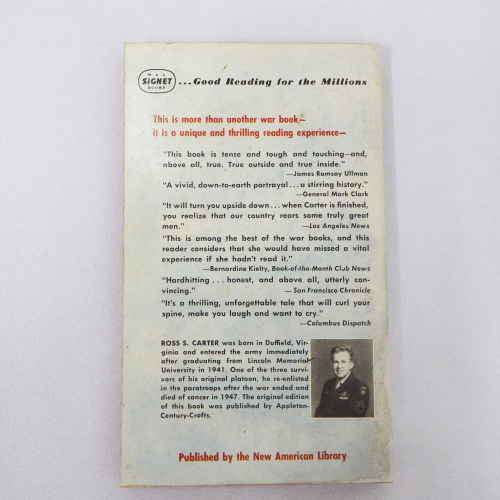 NAL
SIGNET
BOOKS
...Good Reading for the Millions
This is more than another war book—
it is a unique and thrilling reading experience—
"This book is tense and tough and touching—and,
above all, true. True outside and true inside."
—James Ramsey Ullman
"A vivid, down-to-earth portrayal...a stirring history."
—General Mark Clark
"It will turn you upside down...when Carter is finished,
you realize that our country rears some truly great
men."
—Los Angeles News
"This is among the best of the war books, and this
reader considers that she would have missed a vital
experience if she hadn't read it."
—Bernardine Kielty, Book-of-the-Month Club News
"Hardhitting...honest, and above all, utterly con-
vincing."
—San Francisco Chronicle
"It's a thrilling, unforgettable tale that will curl your
spine, make you laugh and want to cry."
—Columbus Dispatch
ROSS S. CARTER was born in Duffield, Vir-
ginia and entered the army immediately
after graduating from Lincoln Memorial
University in 1941. One of the three survi-
vors of his original platoon, he re-enlisted
in the paratroops after the war ended and
died of cancer in 1947. The original edition
of this book was published by Appleton-
Century-Crofts.
Published by the New American Library